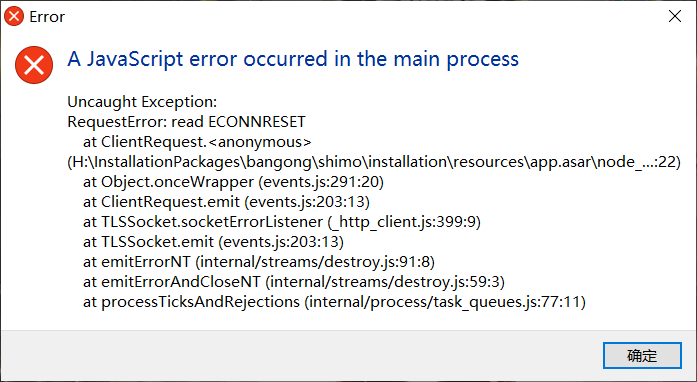 Error
A JavaScript error occurred in the main process
Uncaught Exception:
RequestError: read ECONNRESET
at ClientRequest.<anonymous>
(H:\InstallationPackages\bangong\shimo\installation\resources\app.asar\node_...:22)
at Object.onceWrapper (events.js:291:20)
at ClientRequest.emit (events.js:203:13)
at TLSSocket.socketErrorListener (_http_client.js:399:9)
at TLSSocket.emit (events.js:203:13)
at emitErrorNT (internal/streams/destroy.js:91:8)
at emitErrorAndCloseNT (internal/streams/destroy.js:59:3)
at processTicksAndRejections (internal/process/task_queues.js:77:11)
确定